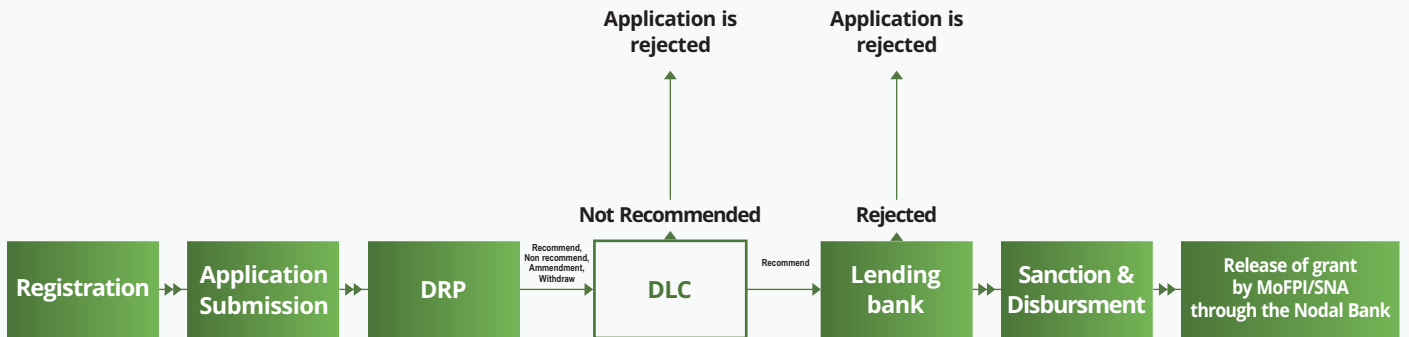 Application is
rejected
Application is
rejected
Not Recommended
Rejected
Registration
Application
Submission
DRP
Recommend,
Non recommend,
Ammendment,
Withdraw
DLC
Recommend
Lending
bank
Sanction &
Disbursment
Release of grant
by MoFPI/SNA
through the Nodal Bank